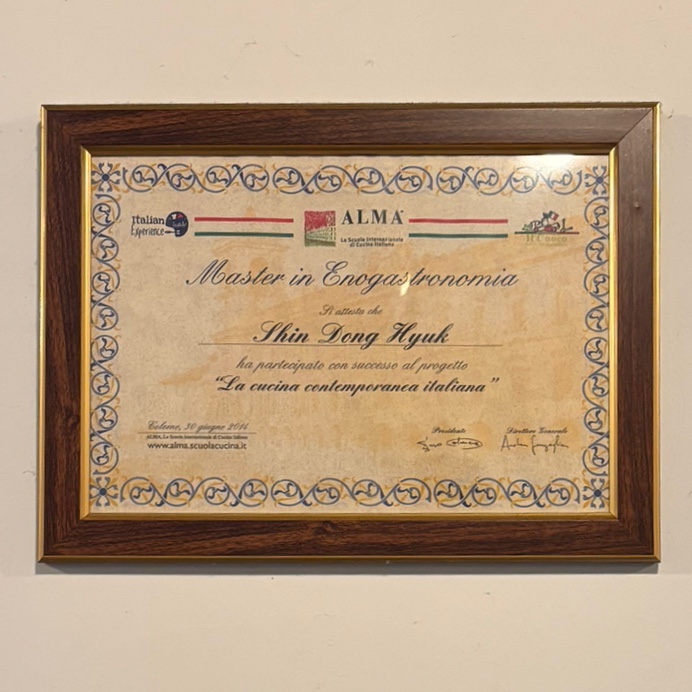 Italian
Experience
ALMA
La Scuola Internazionale
di Cucina Italiana
Il Cuoco
Master in Enogastronomia
Si attesta che
Shin Dong Hyuk
ha partecipato con successo al progetto
“La cucina contemporanea italiana”
Colorno, 30 giugno 2014
ALMA, La Scuola Internazionale di Cucina Italiana
www.alma.scuolacucina.it
Presidente
Direttore Generale